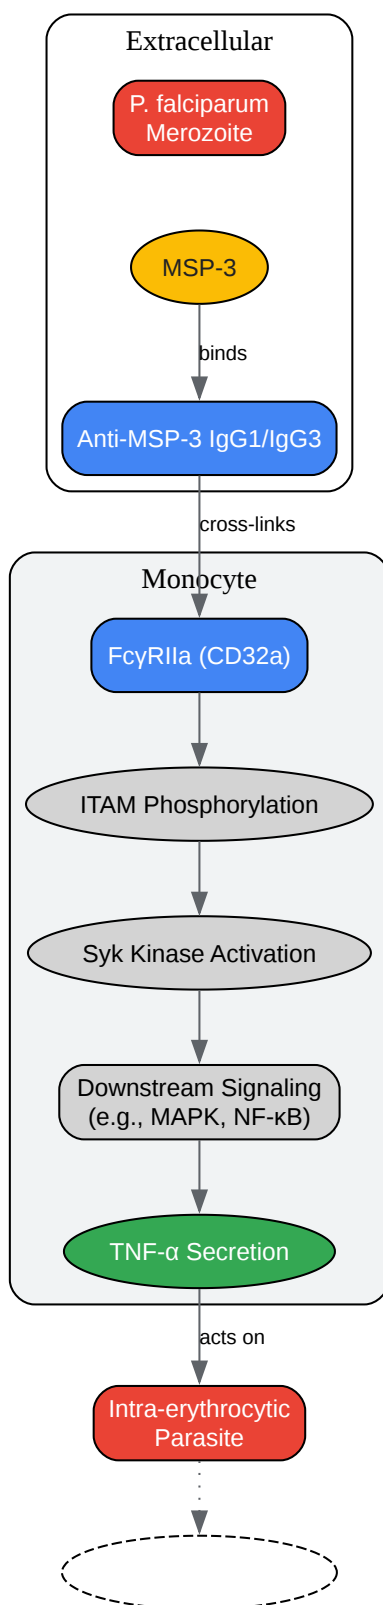 Extracellular
P. falciparum
Merozoite
MSP-3
binds
Anti-MSP-3 IgG1/IgG3
cross-links
Monocyte
FcγRIIa (CD32a)
ITAM Phosphorylation
Syk Kinase Activation
Downstream Signaling
(e.g., MAPK, NF-κB)
TNF-α Secretion
acts on
Intra-erythrocytic
Parasite